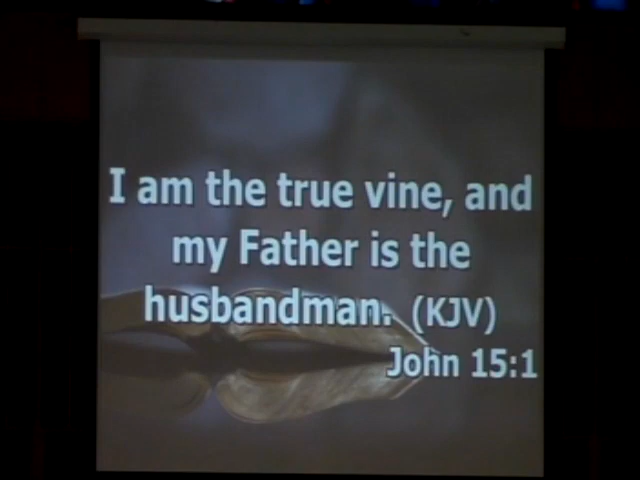 I am the true vine, and
my Father is the
husbandman. (KJV)
John 15:1